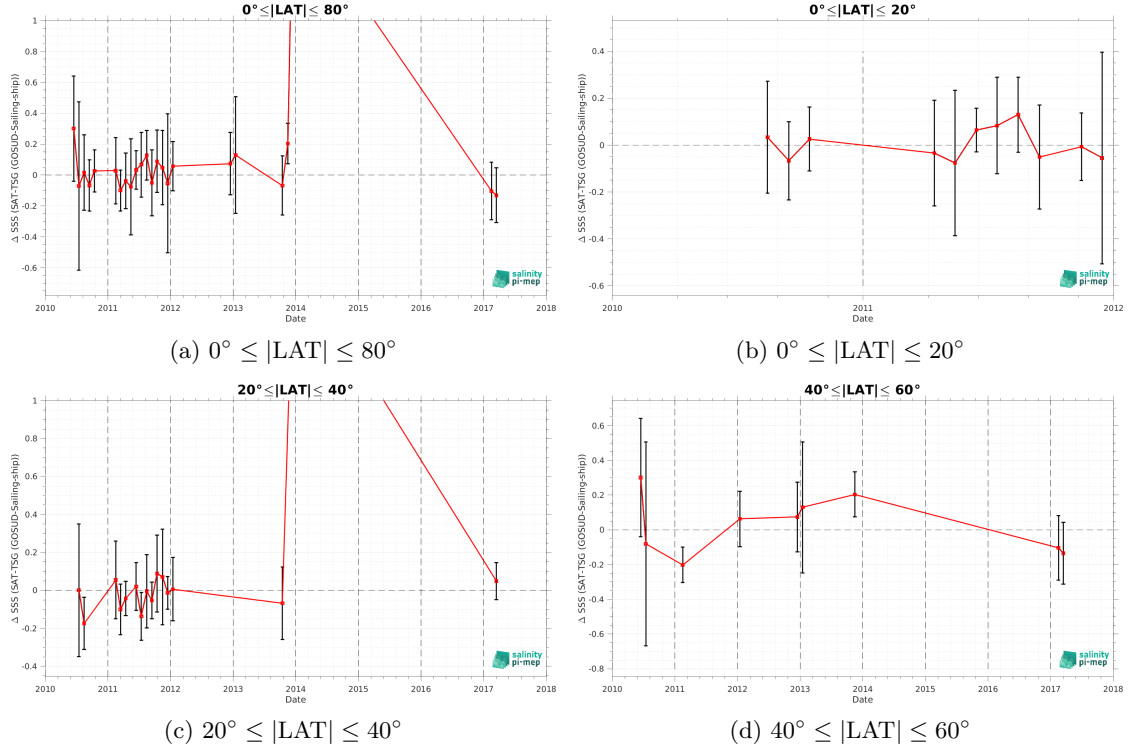 0°≤|LAT|≤ 80°
1
0.8
0.6
0.4
0.2
0
-0.2
-0.4
-0.6
Δ SSS (SAT-TSG (GOSUD-Sailing-ship))
2010 2011 2012 2013 2014 2015 2016 2017 2018
Date
salinity
pi-mep
(a) 0° ≤ |LAT| ≤ 80°
0°≤|LAT|≤ 20°
0.4
0.2
0
-0.2
-0.4
-0.6
Δ SSS (SAT-TSG (GOSUD-Sailing-ship))
2010 2011 2012
Date
salinity
pi-mep
(b) 0° ≤ |LAT| ≤ 20°
20°≤|LAT|≤ 40°
1
0.8
0.6
0.4
0.2
0
-0.2
-0.4
Δ SSS (SAT-TSG (GOSUD-Sailing-ship))
2010 2011 2012 2013 2014 2015 2016 2017 2018
Date
salinity
pi-mep
(c) 20° ≤ |LAT| ≤ 40°
40°≤|LAT|≤ 60°
0.6
0.4
0.2
0
-0.2
-0.4
-0.6
-0.8
Δ SSS (SAT-TSG (GOSUD-Sailing-ship))
2010 2011 2012 2013 2014 2015 2016 2017 2018
Date
salinity
pi-mep
(d) 40° ≤ |LAT| ≤ 60°